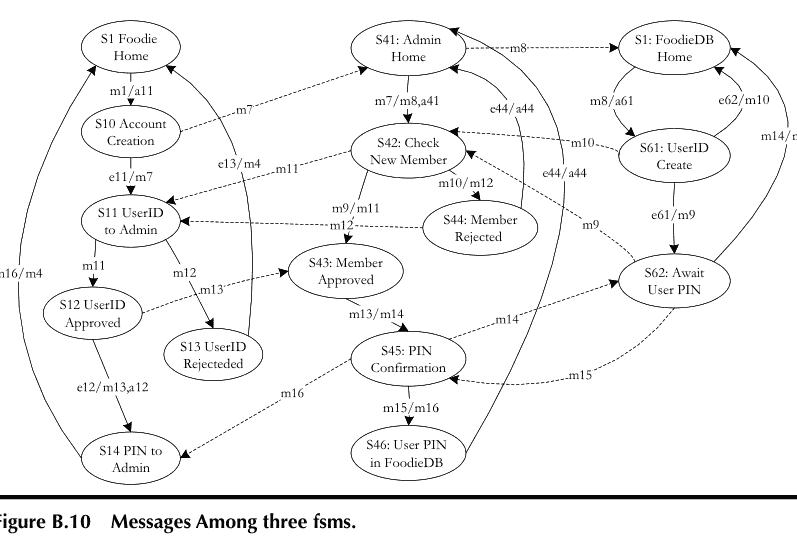 S1 Foodie
Home
S41: Admin
Home
m8
S1: FoodieDB
Home
m1/a11
m7
m7/m8,a41
e44/a44
m8/a61
e62/m10
S10 Account
Creation
S42: Check
New Member
m10
S61: UserID
Create
m14/
e11/m7
e13/m4
m11
m10/m12
e44/a44
S11 UserID
to Admin
m9/m11
m12
S44: Member
Rejected
m9
e61/m9
m11
m12
16/m4
S43: Member
Approved
S62: Await
User PIN
m13
S12 UserID
Approved
m13/m14
m14
S13 UserID
Rejecteded
S45: PIN
Confirmation
m15
e12/m13,a12
m16
m15/m16
S14 PIN to
Admin
S46: User PIN
in FoodieDB
igure B.10 Messages Among three fsms.